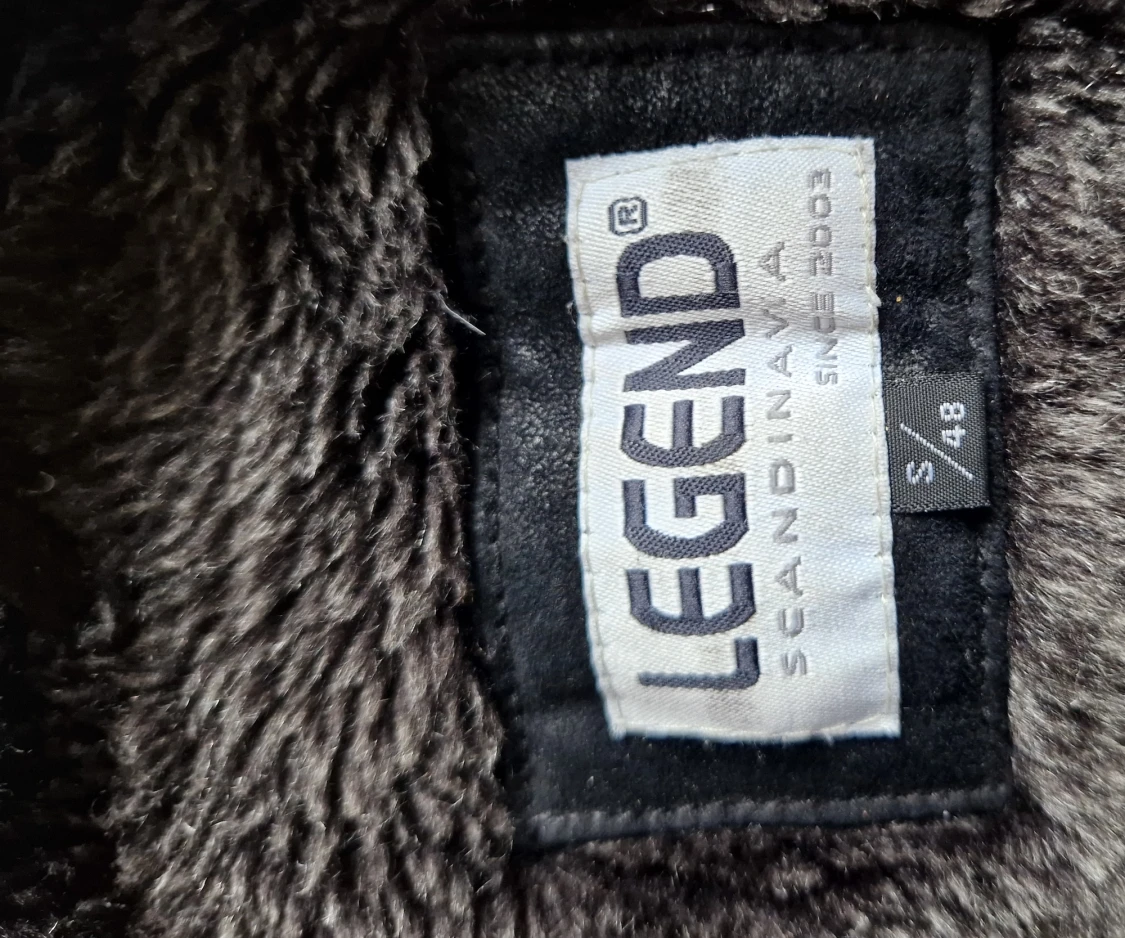 LEGEND®
SCANDINAVIA
SINCE 2003
S/48